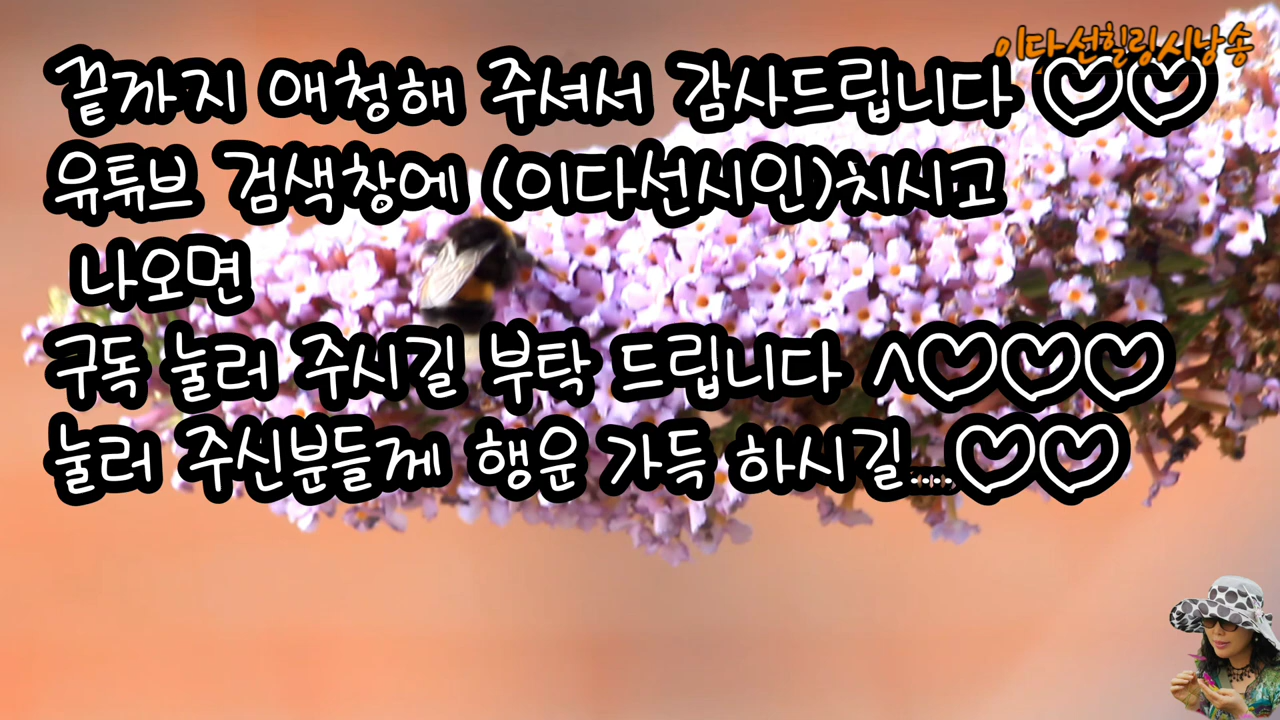 이다선힐링시낭송
끝까지 애청해 주셔서 감사드립니다 ♡♡
유튜브 검색창에 (이다선시인)치시고
나오면
구독 눌러 주시길 부탁 드립니다 ^♡♡♡
눌러 주신분들께 행운 가득 하시길....♡♡